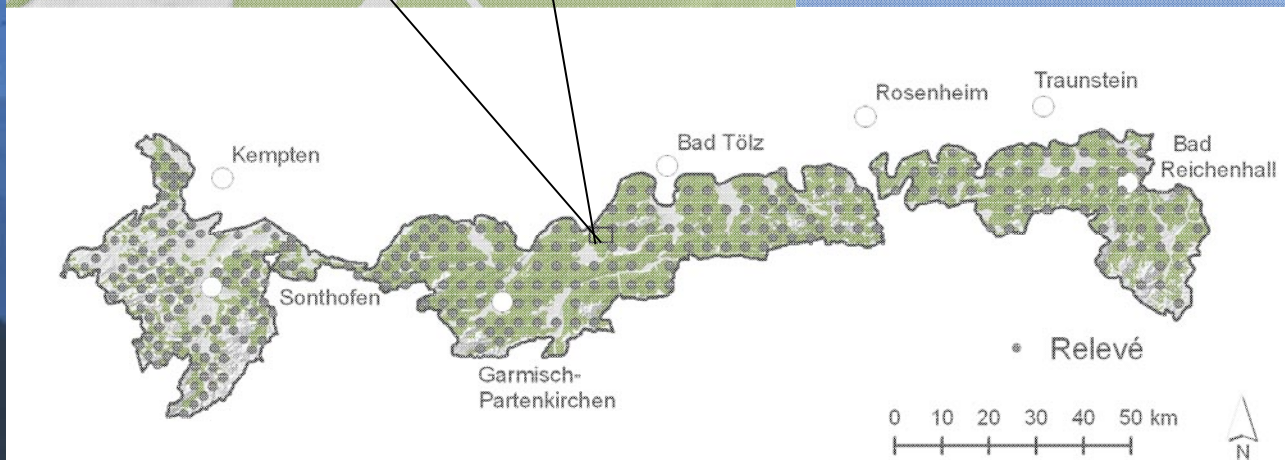 Traunstein
Rosenheim
Bad Tölz
Bad
Reichenhall
Kempten
Sonthofen
Relevé
Garmisch-
Partenkirchen
0 10 20 30 40 50 km
N